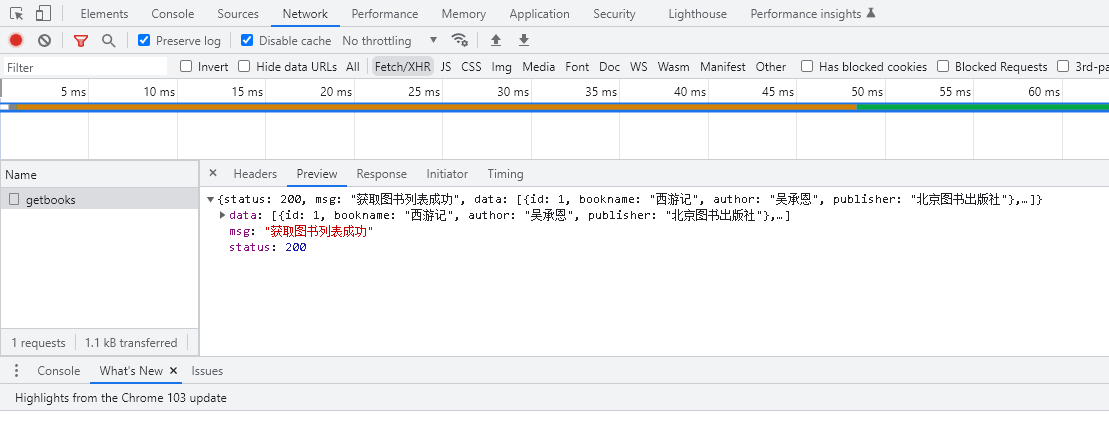 Elements Console Sources Network Performance Memory Application Security Lighthouse Performance insights
Preserve log Disable cache No throttling
Filter Invert Hide data URLs All Fetch/XHR JS CSS Img Media Font Doc WS Wasm Manifest Other Has blocked cookies Blocked Requests 3rd-pa
5 ms 10 ms 15 ms 20 ms 25 ms 30 ms 35 ms 40 ms 45 ms 50 ms 55 ms 60 ms
Name × Headers Preview Response Initiator Timing
getbooks
{status: 200, msg: "获取图书列表成功", data: [{id: 1, bookname: "西游记", author: "吴承恩", publisher: "北京图书出版社"},…]}
data: [{id: 1, bookname: "西游记", author: "吴承恩", publisher: "北京图书出版社"},…]
msg: "获取图书列表成功"
status: 200
1 requests 1.1 kB transferred
Console What's New × Issues
Highlights from the Chrome 103 update